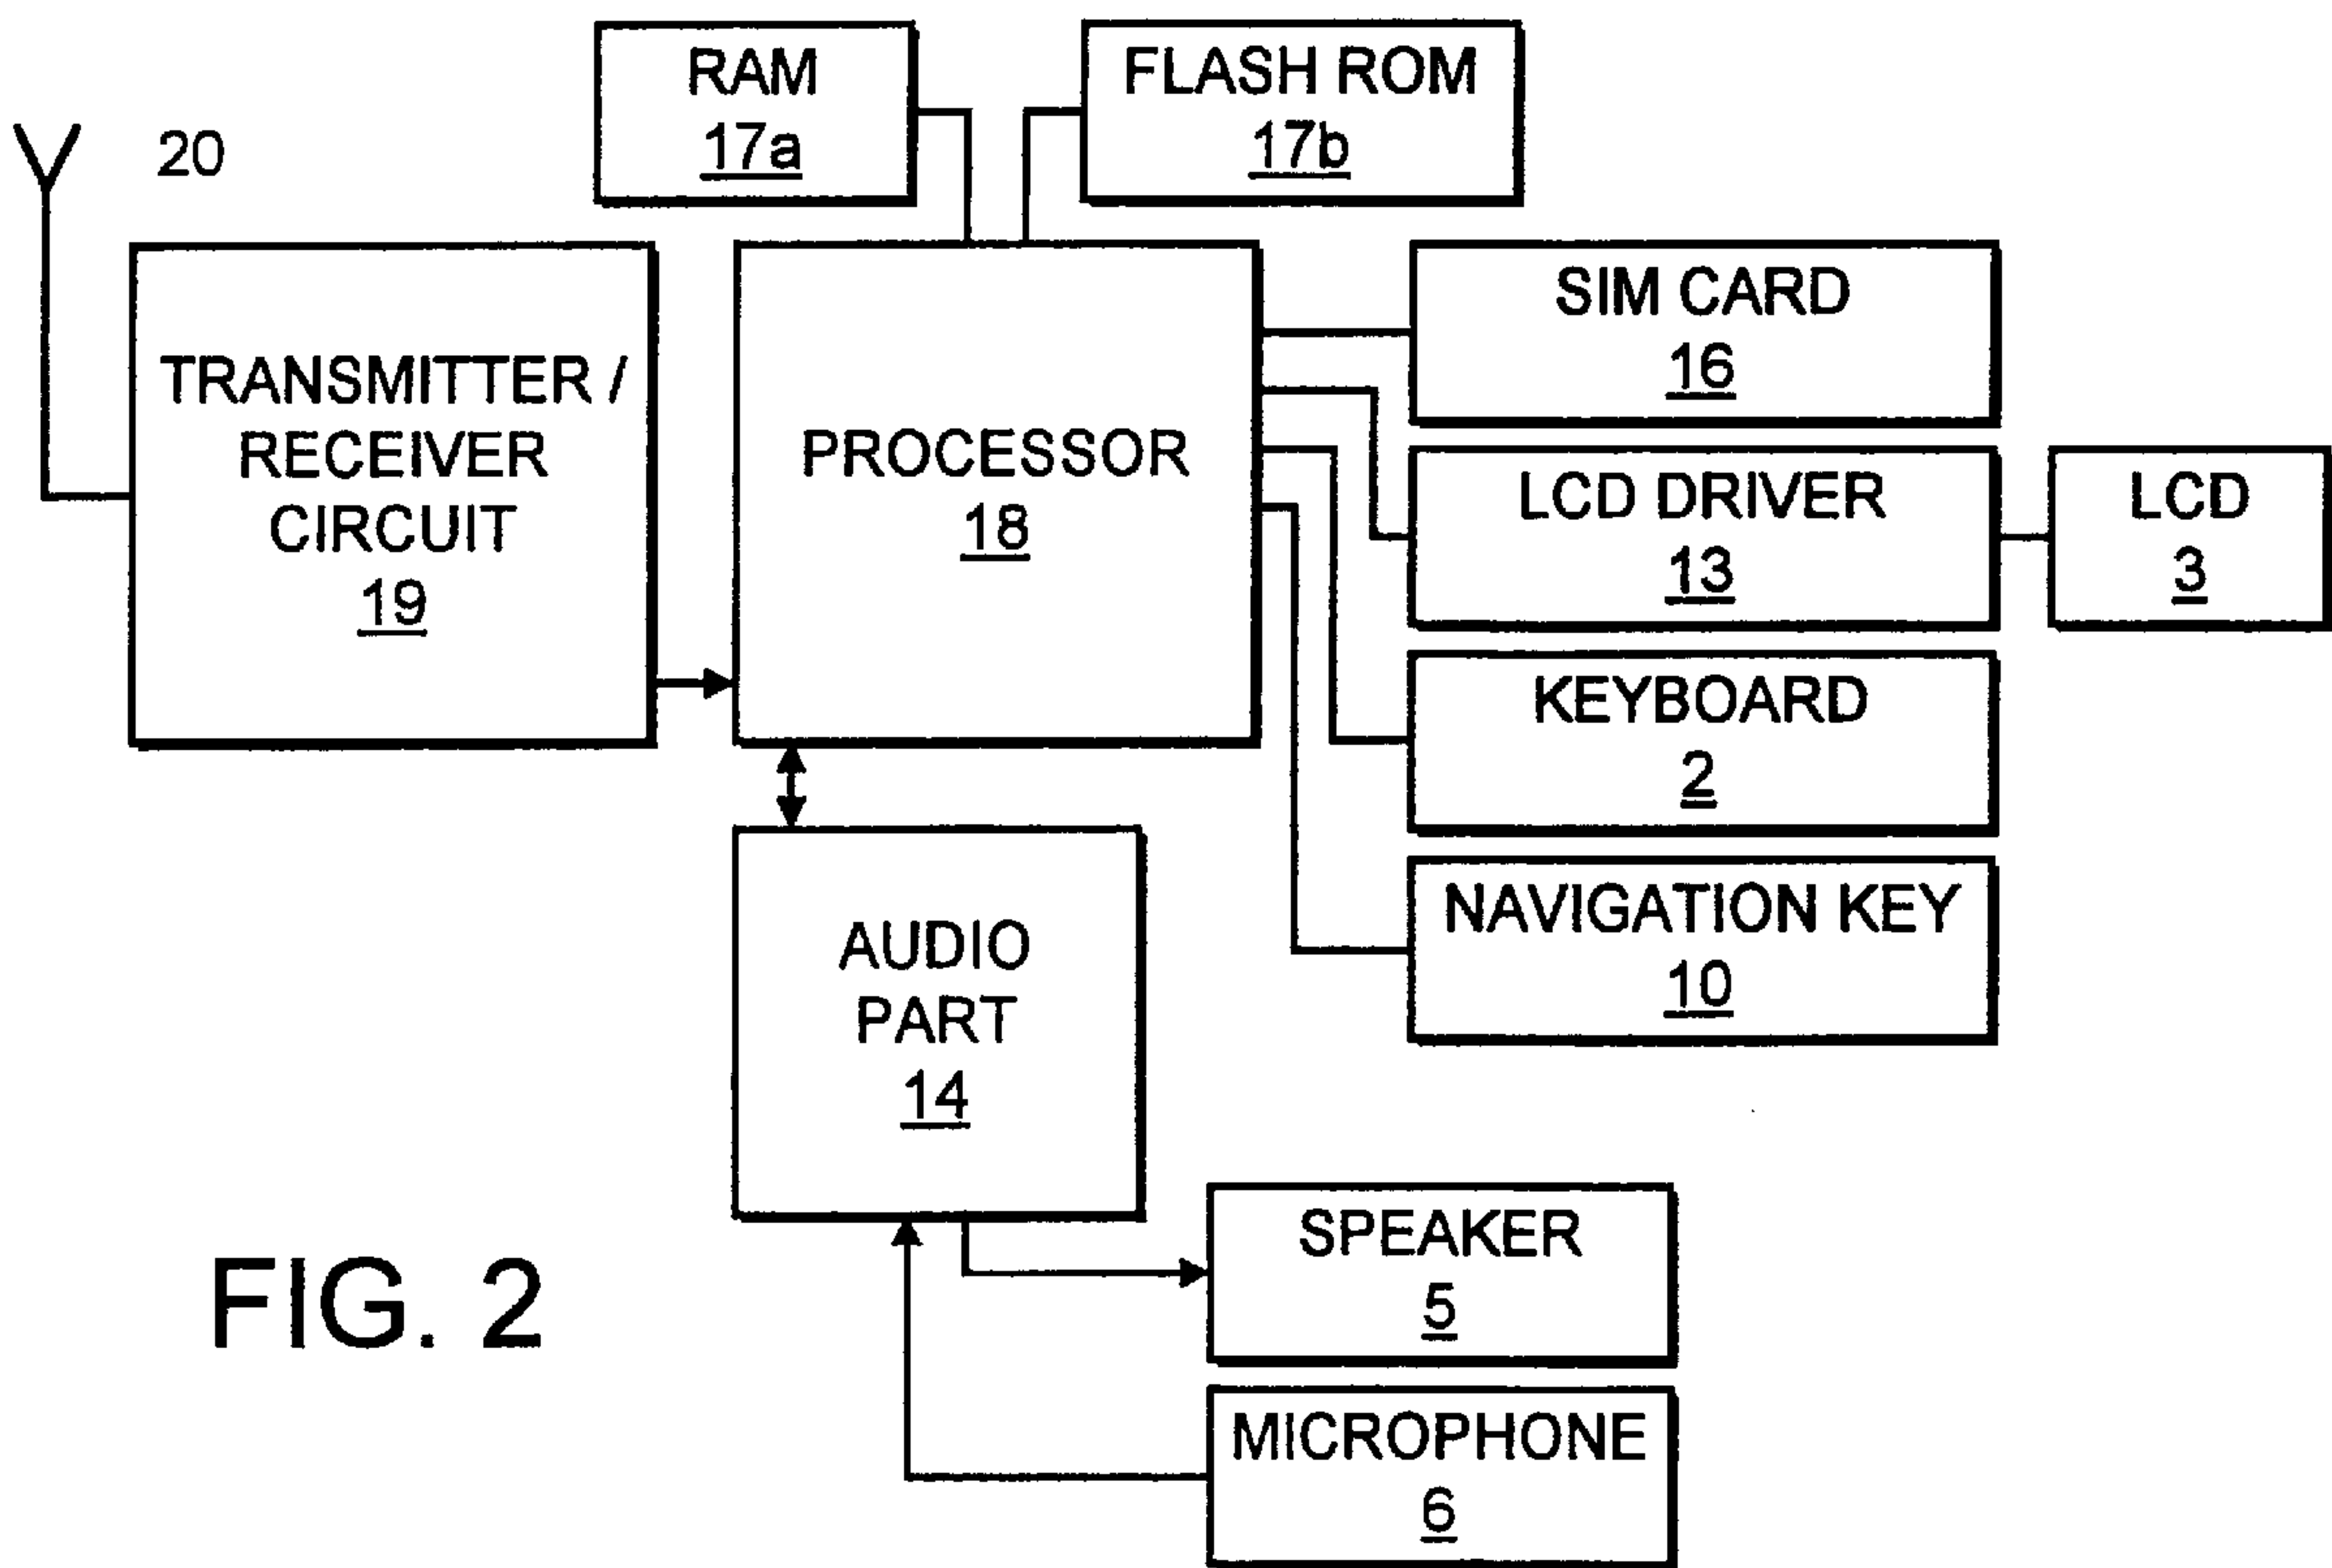 RAM
17a
FLASH ROM
17b
20
TRANSMITTER /
RECEIVER
CIRCUIT
19
PROCESSOR
18
SIM CARD
16
LCD DRIVER
13
LCD
3
KEYBOARD
2
NAVIGATION KEY
10
AUDIO
PART
14
SPEAKER
5
MICROPHONE
6
FIG. 2